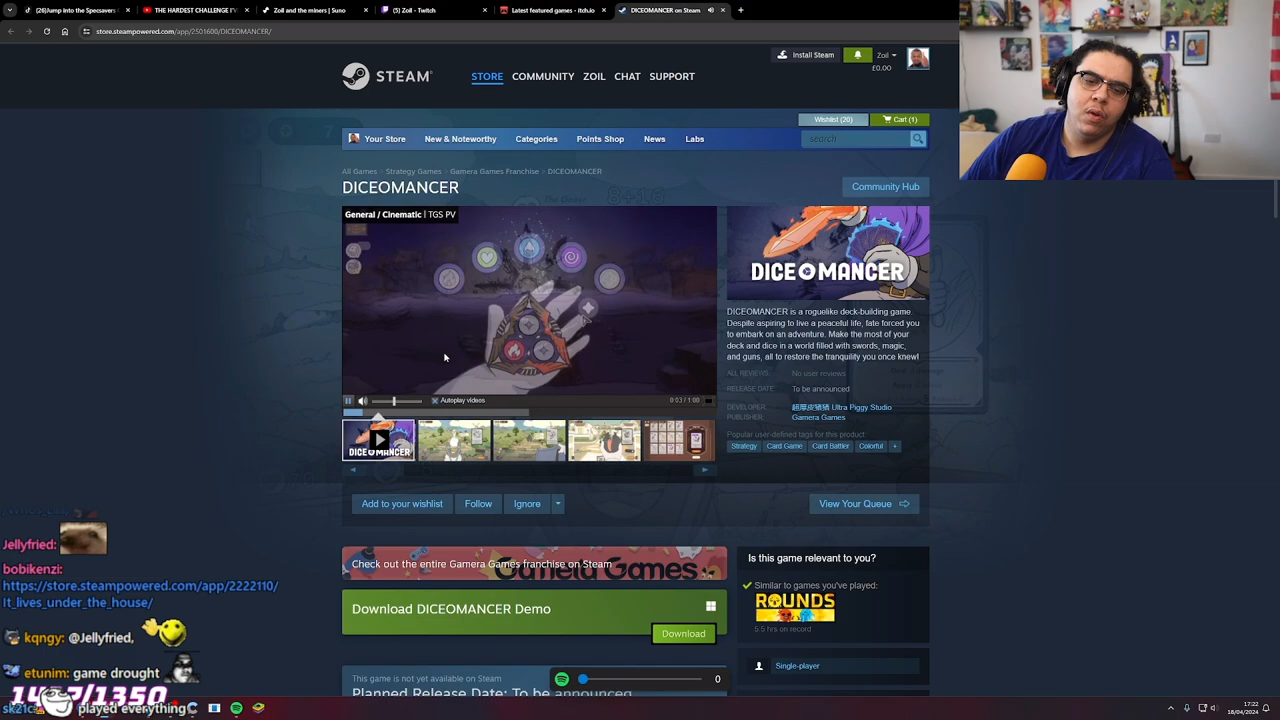 (26)Jump into the Specsavers
THE HARDEST CHALLENGE I'V
Zoil and the miners | Suno
(5) Zoil - Twitch
Latest featured games - itch.io
DICEOMANCER on Steam
store.steampowered.com/app/2501600/DICEOMANCER/
Install Steam
Zoil
£0.00
STEAM
STORE COMMUNITY ZOIL CHAT SUPPORT
Wishlist (20) Cart (1)
Your Store New & Noteworthy Categories Points Shop News Labs search
All Games > Strategy Games > Gamera Games Franchise > DICEOMANCER
DICEOMANCER
Community Hub
General / Cinematic | TGS PV
DICEOMANCER
DICEOMANCER is a roguelike deck-building game.
Despite aspiring to live a peaceful life, fate forced you
to embark on an adventure. Make the most of your
deck and dice in a world filled with swords, magic,
and guns, all to restore the tranquility you once knew!
ALL REVIEWS: No user reviews
RELEASE DATE: To be announced
DEVELOPER: Ultra Piggy Studio
PUBLISHER: Gamera Games
Popular user-defined tags for this product:
Strategy Card Game Card Battler Colorful +
Autoplay videos 0:03 / 1:00
DICEOMANCER
Add to your wishlist Follow Ignore
View Your Queue
Check out the entire Gamera Games franchise on Steam
Gamera Games
Download DICEOMANCER Demo
Download
This game is not yet available on Steam
Planned Release Date: To be announced
0
Is this game relevant to you?
Similar to games you've played:
ROUNDS
5.5 hrs on record
Single-player
Jellyfried:
bobikenzi:
https://store.steampowered.com/app/2222110/
It_lives_under_the_house/
kqngy: @Jellyfried,
etunim: game drought
played everything
/1350
17:22
18/04/2024